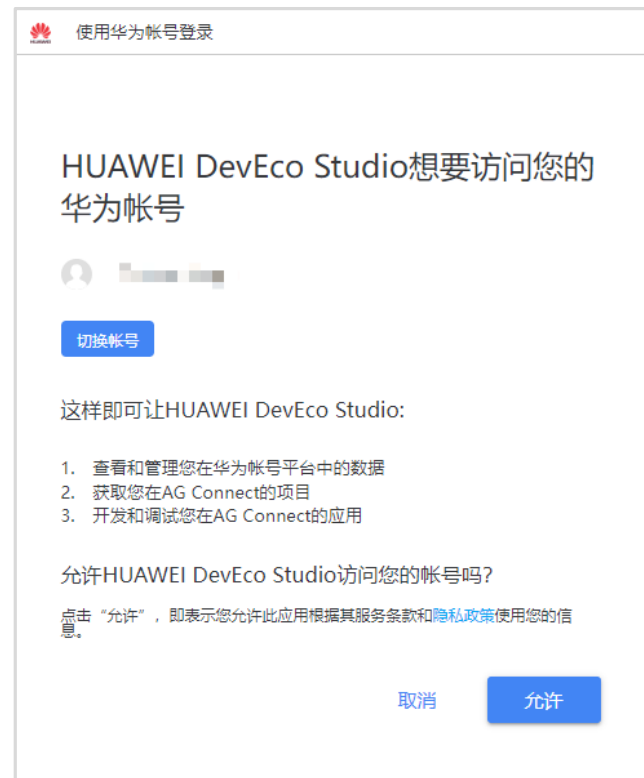 HUAWEI
使用华为帐号登录
HUAWEI DevEco Studio想要访问您的
华为帐号
切换帐号
这样即可让HUAWEI DevEco Studio:
1. 查看和管理您在华为帐号平台中的数据
2. 获取您在AG Connect的项目
3. 开发和调试您在AG Connect的应用
允许HUAWEI DevEco Studio访问您的帐号吗?
点击“允许”，即表示您允许此应用根据其服务条款和隐私政策使用您的信
息。
取消
允许